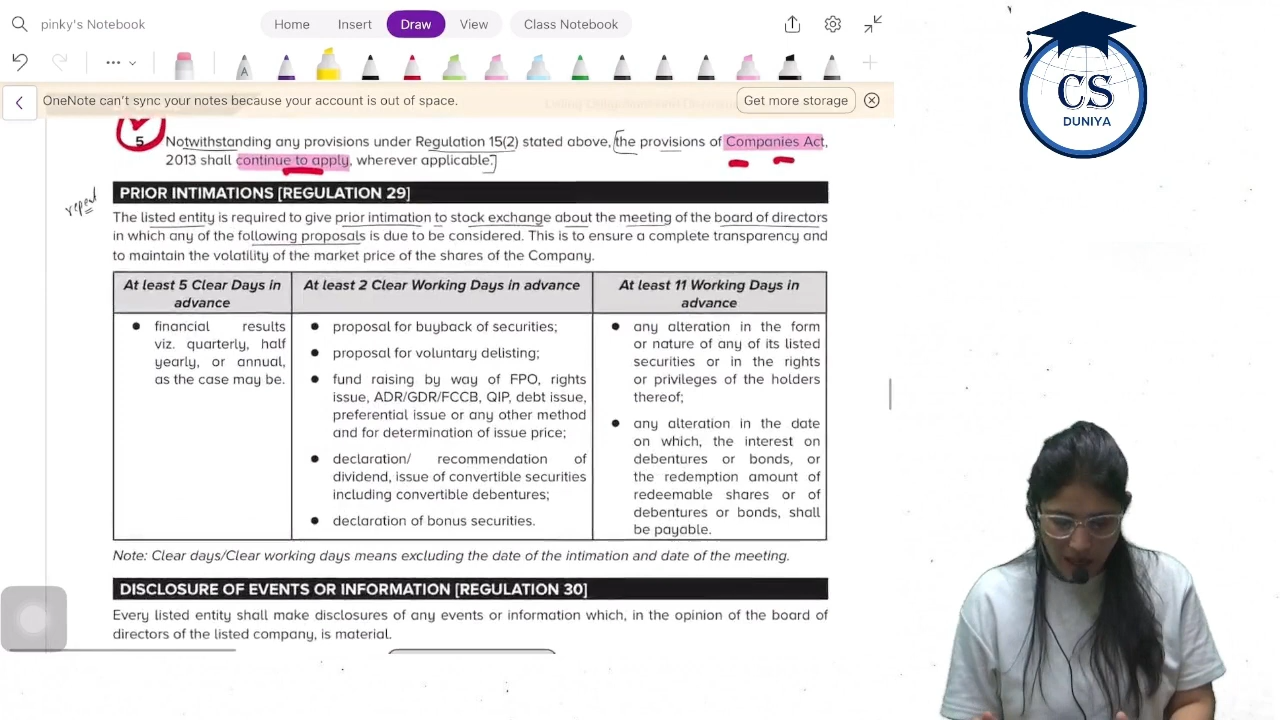 pinky's Notebook
Home Insert Draw View Class Notebook
A
OneNote can't sync your notes because your account is out of space.
Get more storage
5 Notwithstanding any provisions under Regulation 15(2) stated above, the provisions of Companies Act,
2013 shall continue to apply, wherever applicable.
repeat
PRIOR INTIMATIONS [REGULATION 29]
The listed entity is required to give prior intimation to stock exchange about the meeting of the board of directors
in which any of the following proposals is due to be considered. This is to ensure a complete transparency and
to maintain the volatility of the market price of the shares of the Company.
At least 5 Clear Days in
advance
financial results
viz. quarterly, half
yearly, or annual,
as the case may be.
At least 2 Clear Working Days in advance
proposal for buyback of securities;
proposal for voluntary delisting;
fund raising by way of FPO, rights
issue, ADR/GDR/FCCB, QIP, debt issue,
preferential issue or any other method
and for determination of issue price;
declaration/ recommendation of
dividend, issue of convertible securities
including convertible debentures;
declaration of bonus securities.
At least 11 Working Days in
advance
any alteration in the form
or nature of any of its listed
securities or in the rights
or privileges of the holders
thereof;
any alteration in the date
on which, the interest on
debentures or bonds, or
the redemption amount of
redeemable shares or of
debentures or bonds, shall
be payable.
Note: Clear days/Clear working days means excluding the date of the intimation and date of the meeting.
DISCLOSURE OF EVENTS OR INFORMATION [REGULATION 30]
Every listed entity shall make disclosures of any events or information which, in the opinion of the board of
directors of the listed company, is material.
CS
DUNIYA